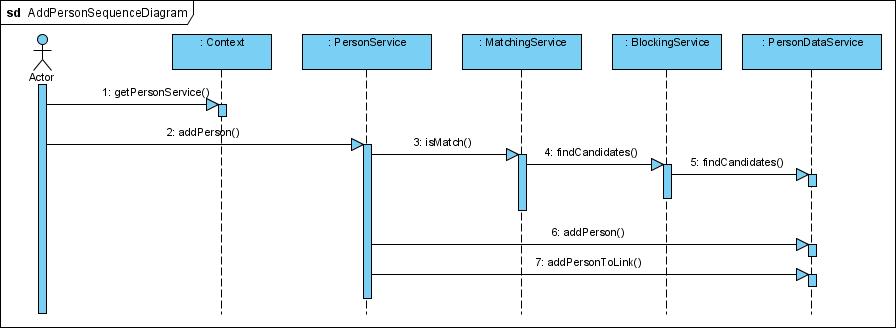 sd AddPersonSequenceDiagram
: Context
: PersonService
: MatchingService
: BlockingService
: PersonDataService
Actor
1: getPersonService()
2: addPerson()
3: isMatch()
4: findCandidates()
5: findCandidates()
6: addPerson()
7: addPersonToLink()